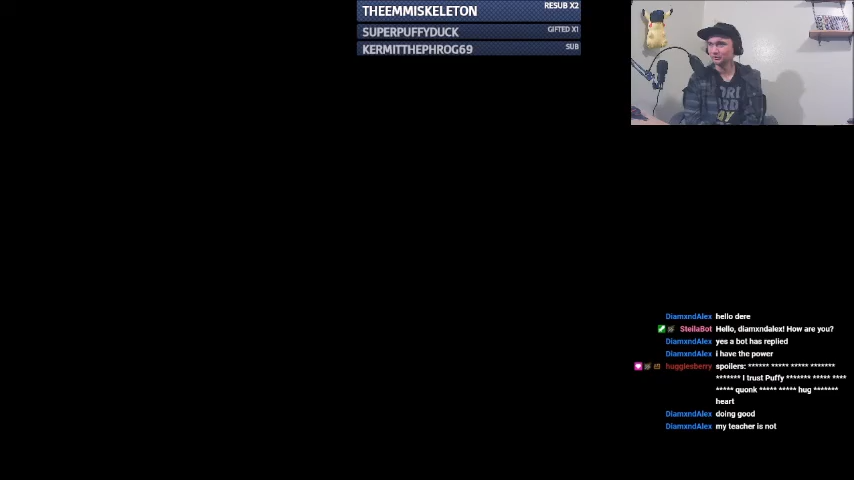 THEEMMISKELETON RESUB X2
SUPERPUFFYDUCK GIFTED X1
KERMITTHEPHROG69 SUB
DiamxndAlex hello dere
SteilaBot Hello, diamxndalex! How are you?
DiamxndAlex yes a bot has replied
DiamxndAlex i have the power
hugglesberry spoilers: ****** ***** ***** *******
******* I trust Puffy ******* ***** ****
***** quonk ***** ***** hug *******
heart
DiamxndAlex doing good
DiamxndAlex my teacher is not